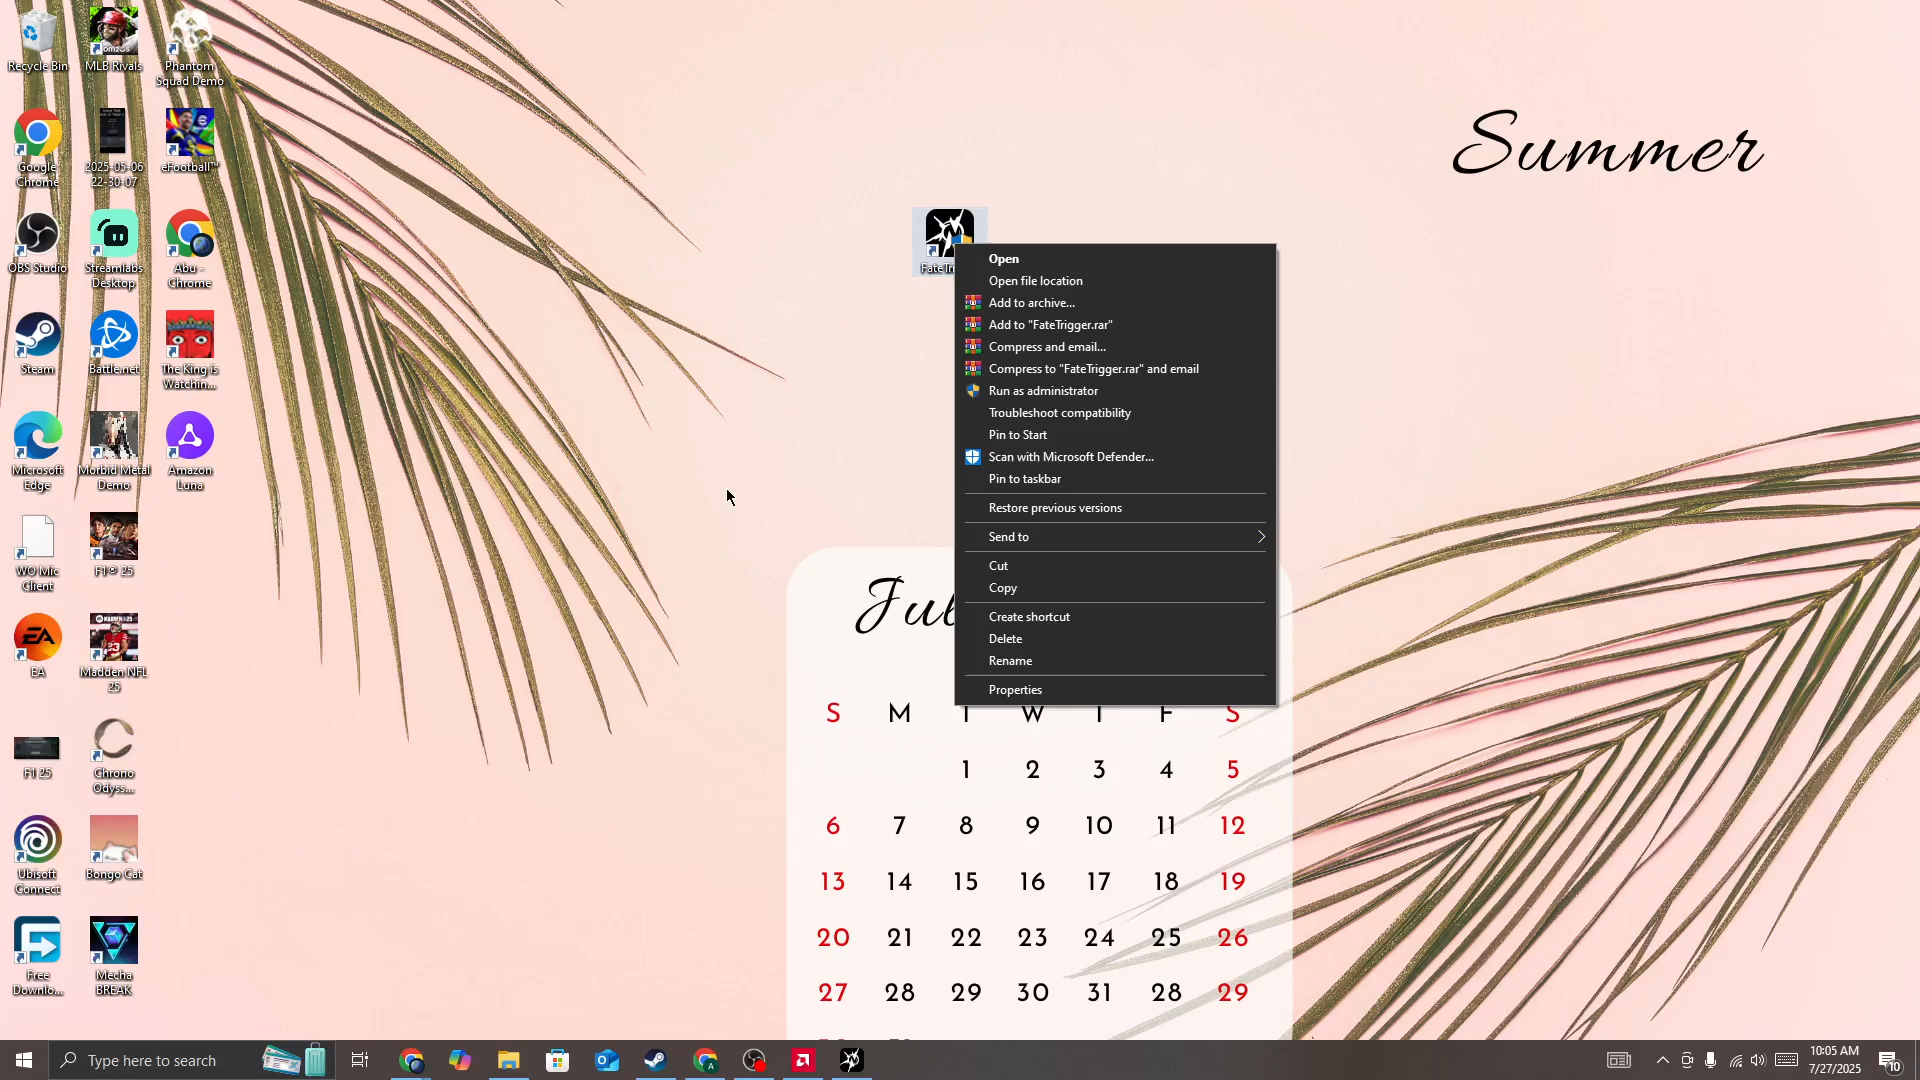 Recycle Bin
MLB Rivals
Phantom
Squad Demo
Google
Chrome
2025-05-06
22-30-07
eFootball™
OBS Studio
Streamlabs
Desktop
Abu -
Chrome
Steam
Battle.net
The King is
Watchin...
Microsoft
Edge
Morbid Metal
Demo
Amazon
Luna
WO Mic
Client
F1® 25
EA
Madden NFL
25
F1 25
Chrono
Odyss...
Ubisoft
Connect
Bongo Cat
Free
Downlo...
Mecha
BREAK
Summer
Open
Open file location
Add to archive...
Add to "FateTrigger.rar"
Compress and email...
Compress to "FateTrigger.rar" and email
Run as administrator
Troubleshoot compatibility
Pin to Start
Scan with Microsoft Defender...
Pin to taskbar
Restore previous versions
Send to
Cut
Copy
Create shortcut
Delete
Rename
Properties
S M T W T F S
1 2 3 4 5
6 7 8 9 10 11 12
13 14 15 16 17 18 19
20 21 22 23 24 25 26
27 28 29 30 31 28 29
Type here to search
10:05 AM
7/27/2025
10